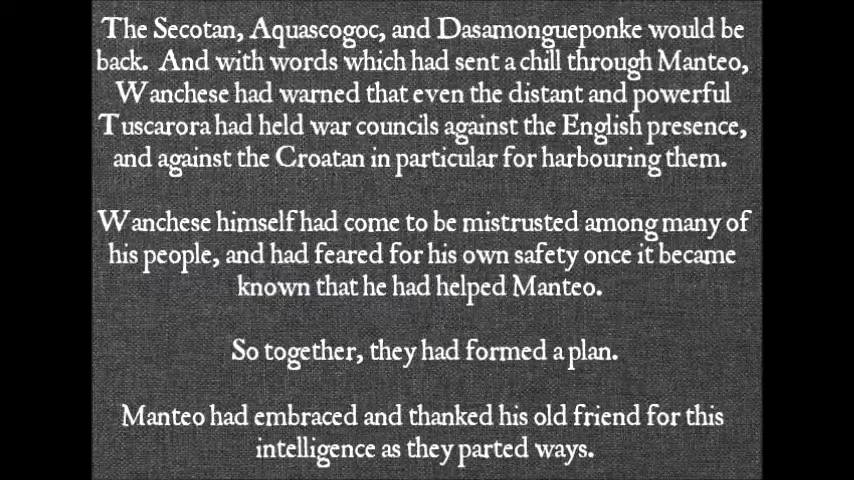 The Secotan, Aquascogoc, and Dasamongueponke would be
back.  And with words which had sent a chill through Manteo,
Wanchese had warned that even the distant and powerful
Tuscarora had held war councils against the English presence,
and against the Croatan in particular for harbouring them.
Wanchese himself had come to be mistrusted among many of
his people, and had feared for his own safety once it became
known that he had helped Manteo.
So together, they had formed a plan.
Manteo had embraced and thanked his old friend for this
intelligence as they parted ways.